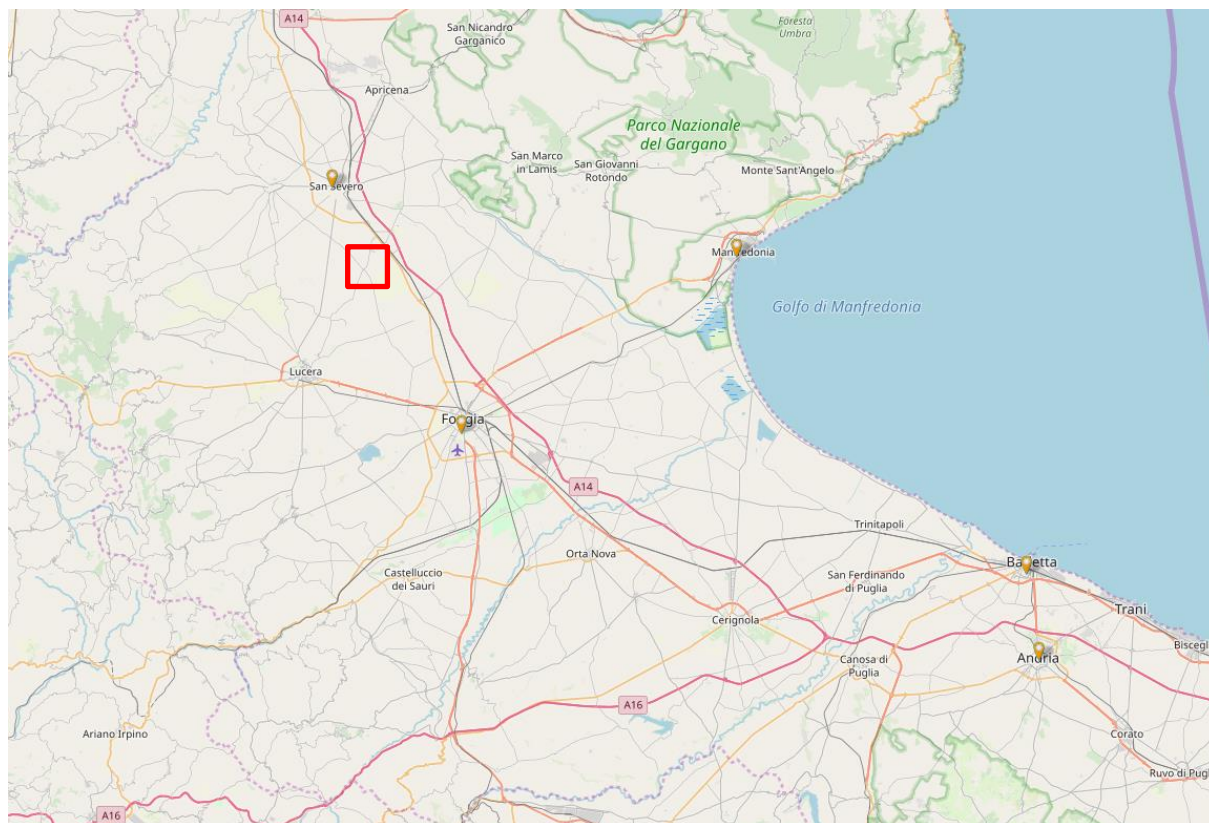 A14
San Nicandro
Garganico
Foresta
Umbra
Apricena
Parco Nazionale
del Gargano
San Marco
in Lamis
San Giovanni
Rotondo
Monte Sant'Angelo
San Severo
Manfredonia
Golfo di Manfredonia
Lucera
Foggia
A14
Trinitapoli
Orta Nova
Castelluccio
dei Sauri
San Ferdinando
di Puglia
Barletta
Trani
Cerignola
Biscegl
Canosa di
Puglia
Andria
A16
Ariano Irpino
Corato
Ruvo di Pugl
A16